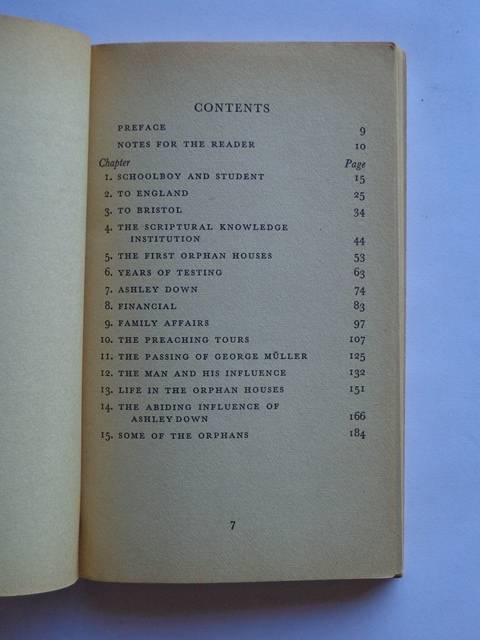 CONTENTS
PREFACE 9
NOTES FOR THE READER 10
Chapter Page
1. SCHOOLBOY AND STUDENT 15
2. TO ENGLAND 25
3. TO BRISTOL 34
4. THE SCRIPTURAL KNOWLEDGE
INSTITUTION 44
5. THE FIRST ORPHAN HOUSES 53
6. YEARS OF TESTING 63
7. ASHLEY DOWN 74
8. FINANCIAL 83
9. FAMILY AFFAIRS 97
10. THE PREACHING TOURS 107
11. THE PASSING OF GEORGE MÜLLER 125
12. THE MAN AND HIS INFLUENCE 132
13. LIFE IN THE ORPHAN HOUSES 151
14. THE ABIDING INFLUENCE OF
ASHLEY DOWN 166
15. SOME OF THE ORPHANS 184
7